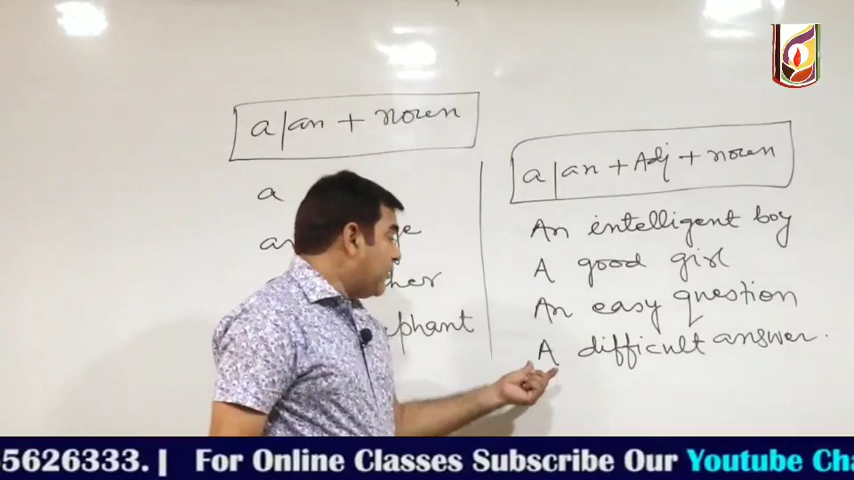 a/an + noun
a
an
elephant
a/an + Adj + noun
An intelligent boy
A good girl
An easy question
A difficult answer.
5626333.| For Online Classes Subscribe Our Youtube Cha